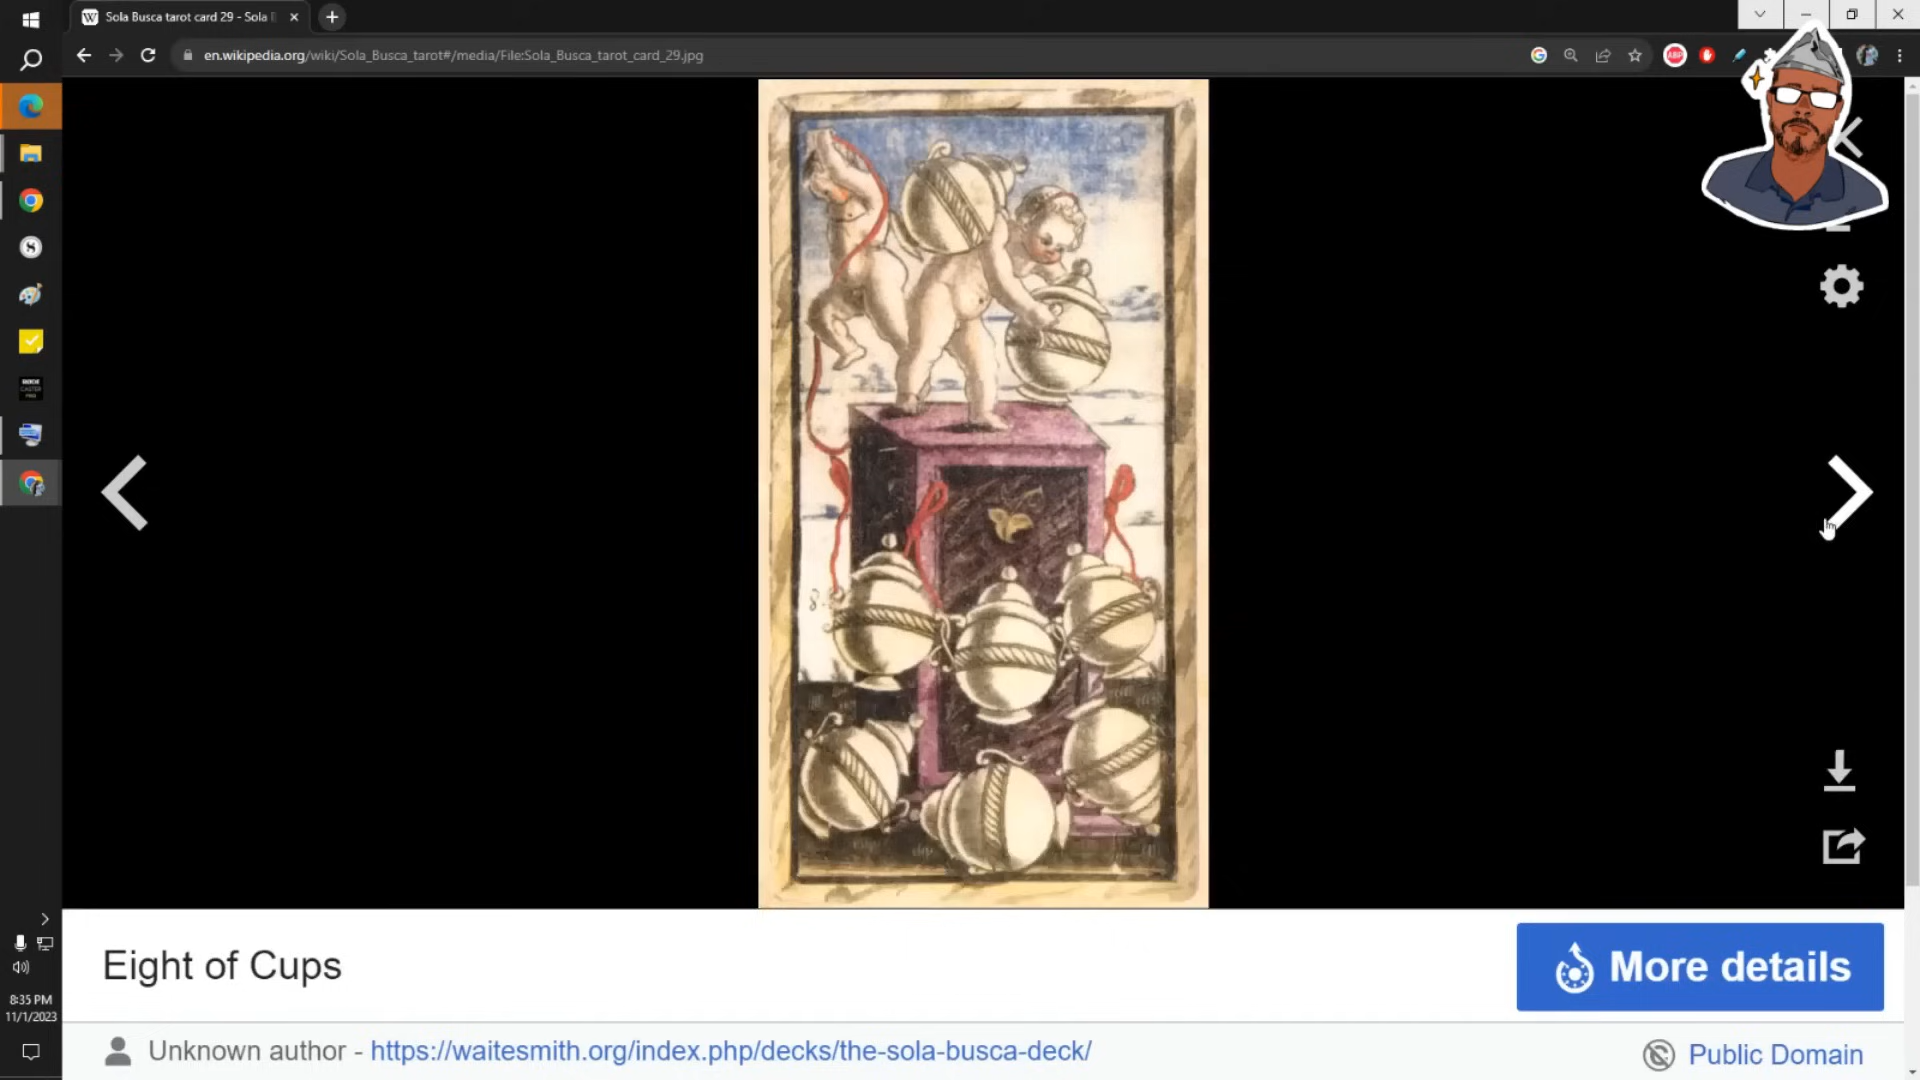 Sola Busca tarot card 29 - Sola
en.wikipedia.org/wiki/Sola_Busca_tarot#/media/File:Sola_Busca_tarot_card_29.jpg
ABP
8
Eight of Cups
More details
8:35 PM
11/1/2023
Unknown author - https://waitesmith.org/index.php/decks/the-sola-busca-deck/
Public Domain